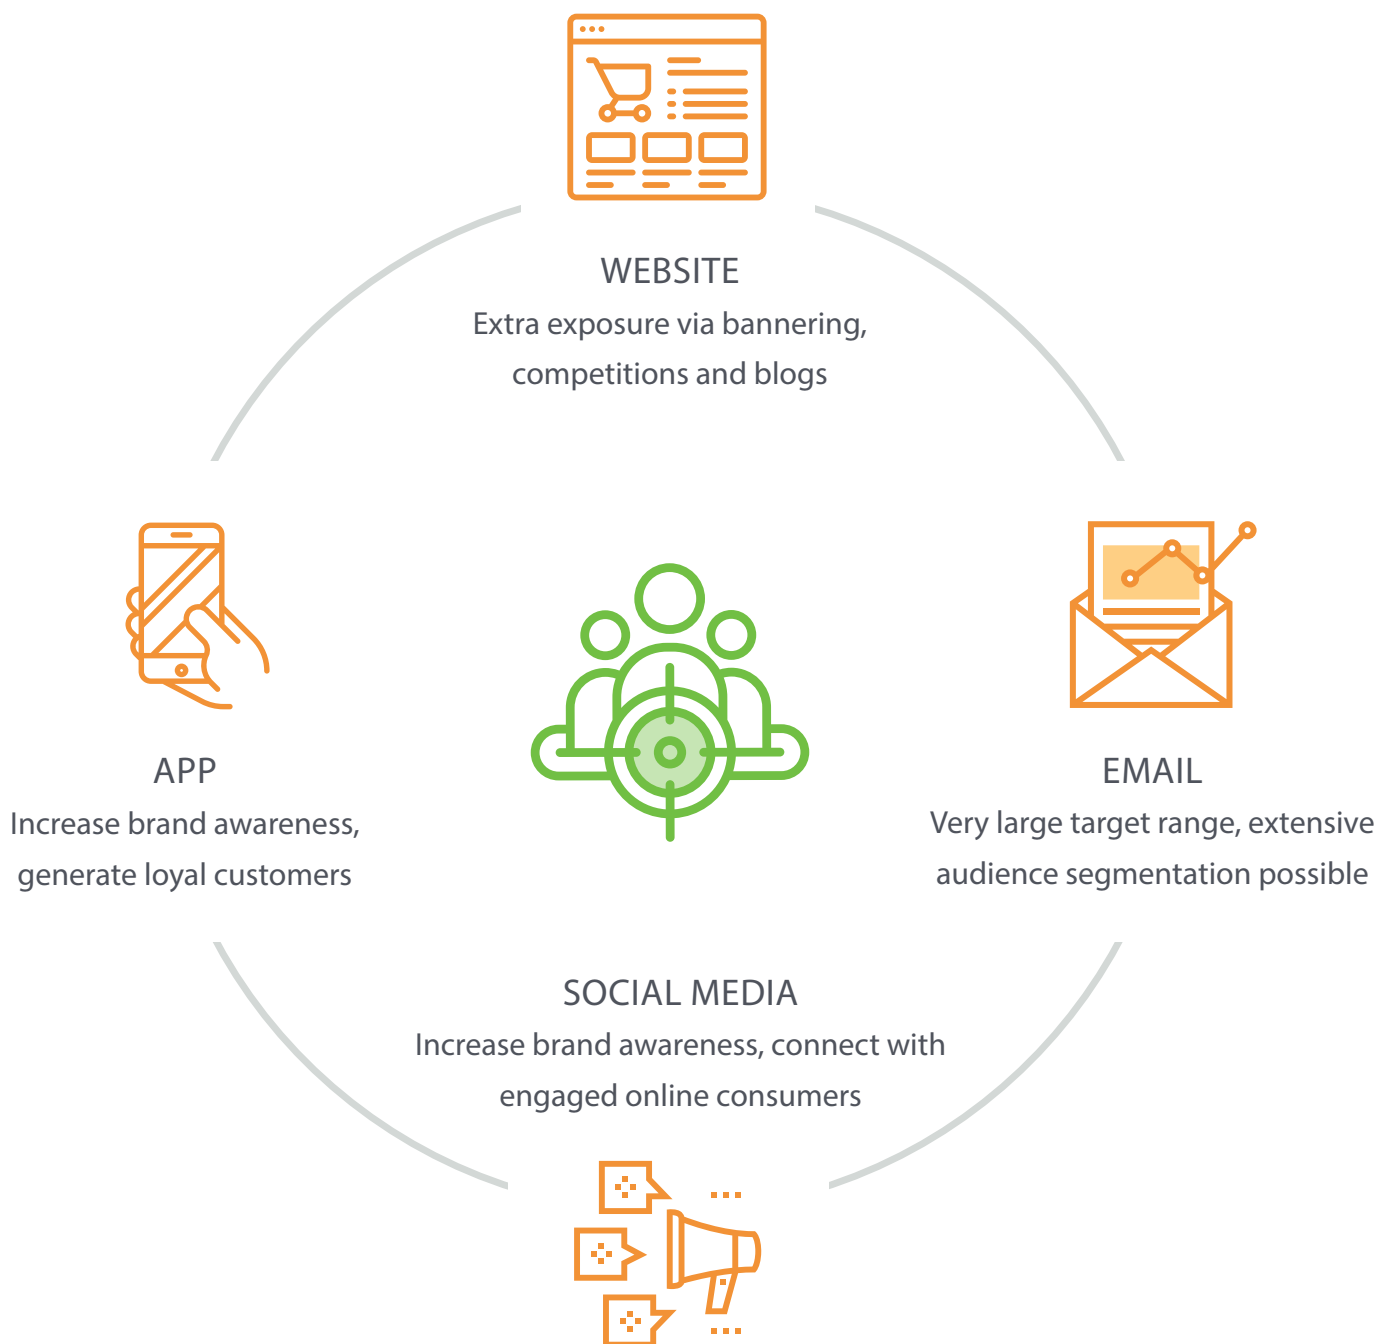 WEBSITE
Extra exposure via bannering,
competitions and blogs
APP
Increase brand awareness,
generate loyal customers
EMAIL
Very large target range, extensive
audience segmentation possible
SOCIAL MEDIA
Increase brand awareness, connect with
engaged online consumers